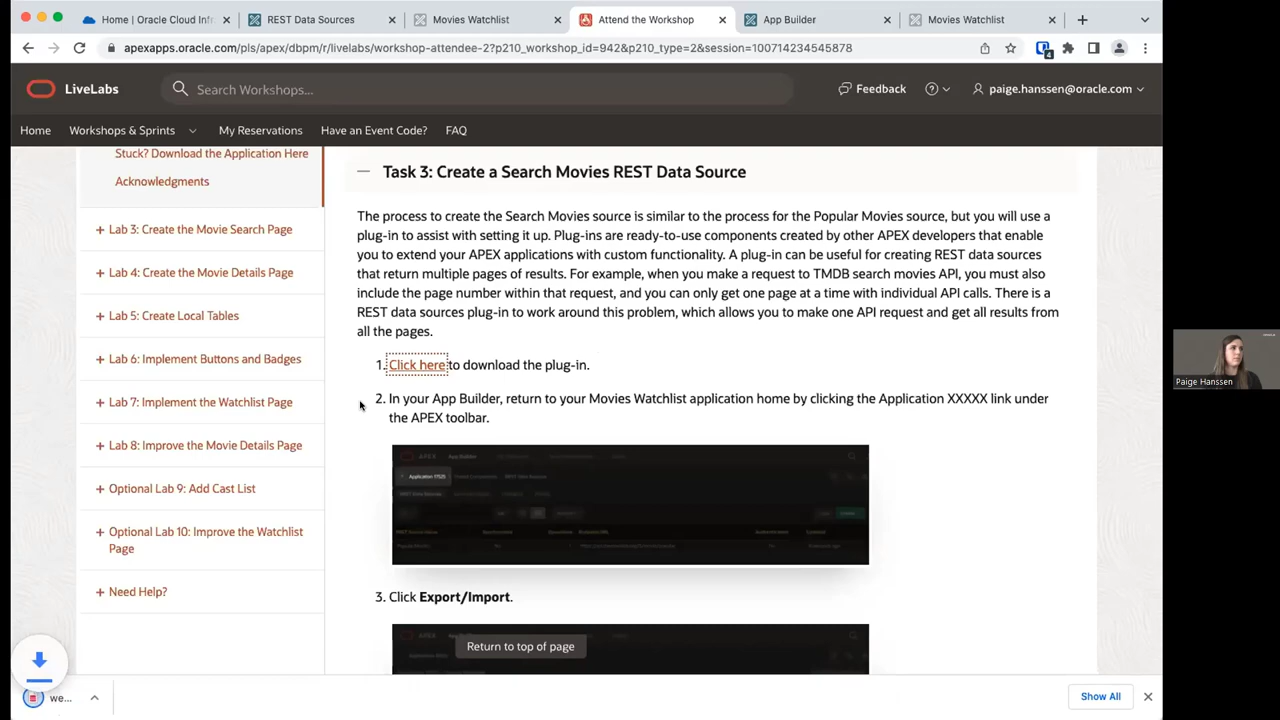 Home | Oracle Cloud Infr
REST Data Sources
Movies Watchlist
Attend the Workshop
App Builder
Movies Watchlist
apexapps.oracle.com/pls/apex/dbpm/r/livelabs/workshop-attendee-2?p210_workshop_id=942&p210_type=2&session=100714234545878
4
LiveLabs
Search Workshops...
Feedback
paige.hanssen@oracle.com
Home
Workshops & Sprints
My Reservations
Have an Event Code?
FAQ
Stuck? Download the Application Here
Acknowledgments
+ Lab 3: Create the Movie Search Page
+ Lab 4: Create the Movie Details Page
+ Lab 5: Create Local Tables
+ Lab 6: Implement Buttons and Badges
+ Lab 7: Implement the Watchlist Page
+ Lab 8: Improve the Movie Details Page
+ Optional Lab 9: Add Cast List
+ Optional Lab 10: Improve the Watchlist
Page
+ Need Help?
Task 3: Create a Search Movies REST Data Source
The process to create the Search Movies source is similar to the process for the Popular Movies source, but you will use a
plug-in to assist with setting it up. Plug-ins are ready-to-use components created by other APEX developers that enable
you to extend your APEX applications with custom functionality. A plug-in can be useful for creating REST data sources
that return multiple pages of results. For example, when you make a request to TMDB search movies API, you must also
include the page number within that request, and you can only get one page at a time with individual API calls. There is a
REST data sources plug-in to work around this problem, which allows you to make one API request and get all results from
all the pages.
1. Click here to download the plug-in.
2. In your App Builder, return to your Movies Watchlist application home by clicking the Application XXXXX link under
the APEX toolbar.
3. Click Export/Import.
Return to top of page
we...
Show All
Paige Hanssen